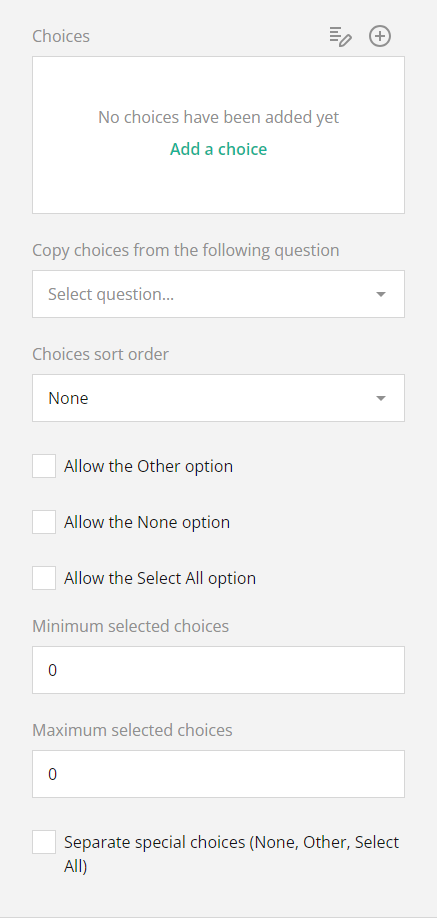 Choices
No choices have been added yet
Add a choice
Copy choices from the following question
Select question...
Choices sort order
None
Allow the Other option
Allow the None option
Allow the Select All option
Minimum selected choices
0
Maximum selected choices
0
Separate special choices (None, Other, Select
All)